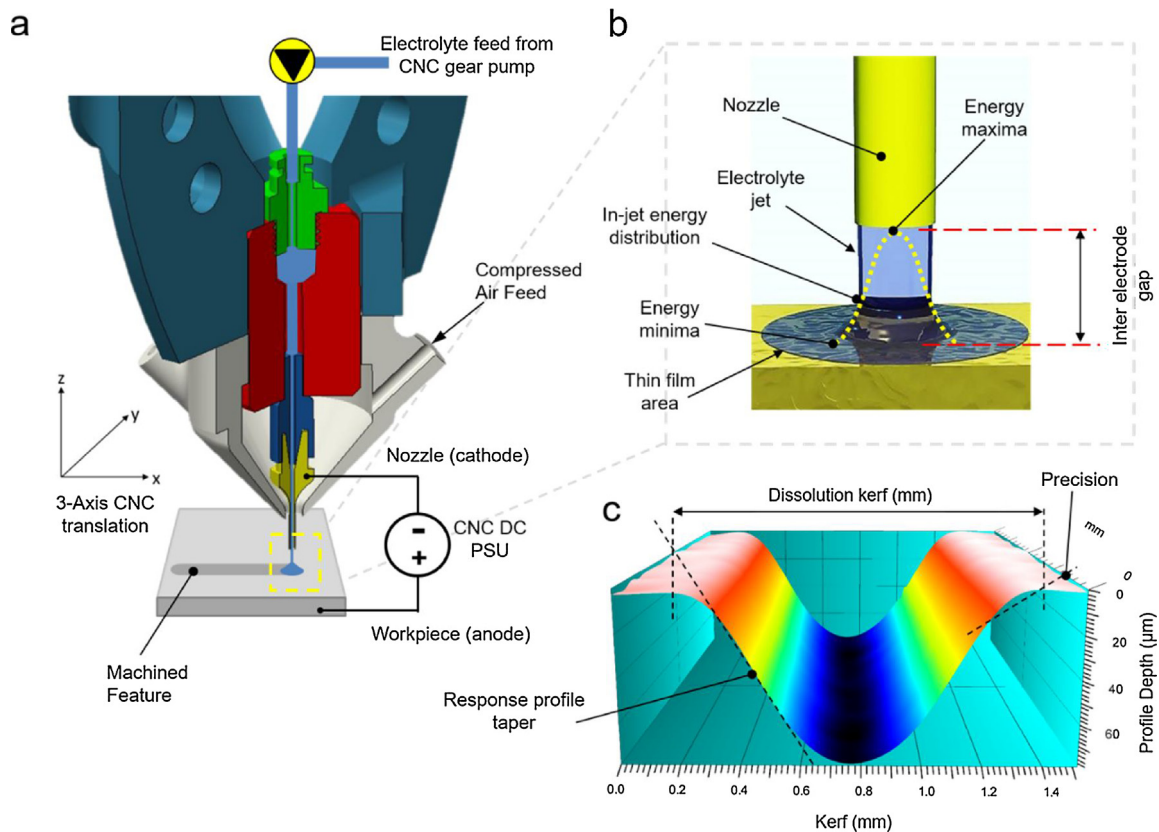 a
Electrolyte feed from
CNC gear pump
Compressed
Air Feed
z
y
x
3-Axis CNC
translation
Nozzle (cathode)
-
+
CNC DC
PSU
Workpiece (anode)
Machined
Feature
b
Nozzle
Energy
maxima
Electrolyte
jet
In-jet energy
distribution
Energy
minima
Thin film
area
Inter electrode
gap
c
Dissolution kerf (mm)
Precision
mm
0
0
20
40
60
Profile Depth (µm)
Response profile
taper
0.0 0.2 0.4 0.6 0.8 1.0 1.2 1.4
Kerf (mm)